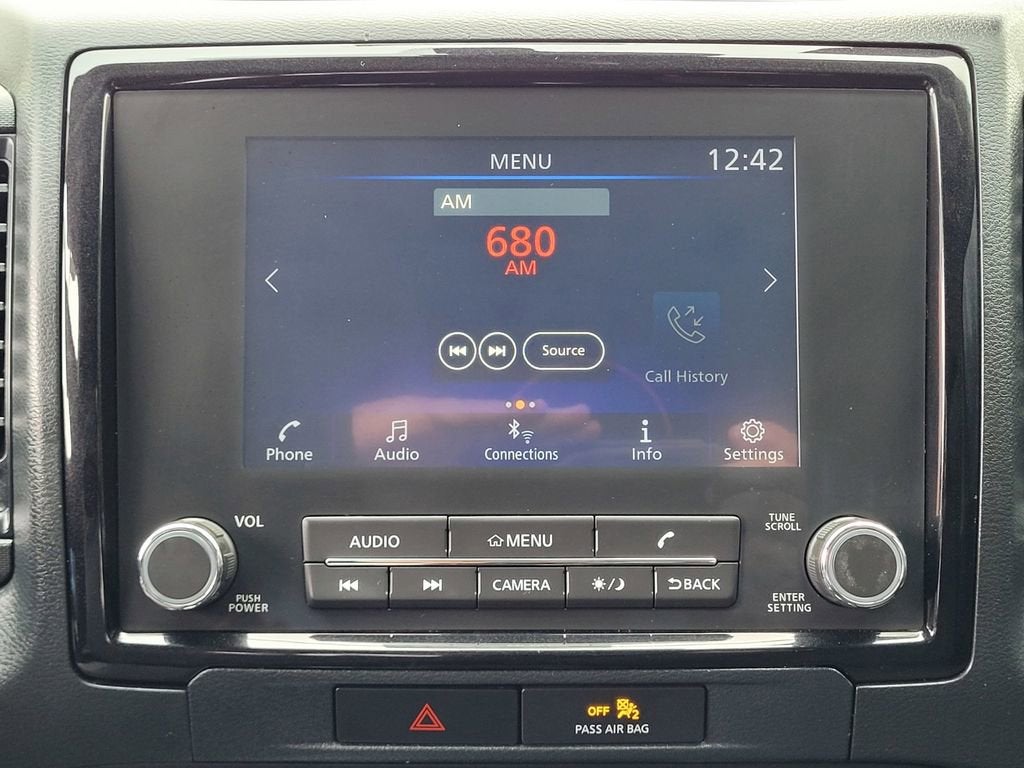 MENU
12:42
AM
680
AM
Source
Call History
Phone
Audio
Connections
Info
Settings
VOL
TUNE
SCROLL
AUDIO
MENU
CAMERA
BACK
PUSH
POWER
ENTER
SETTING
OFF
2
PASS AIR BAG